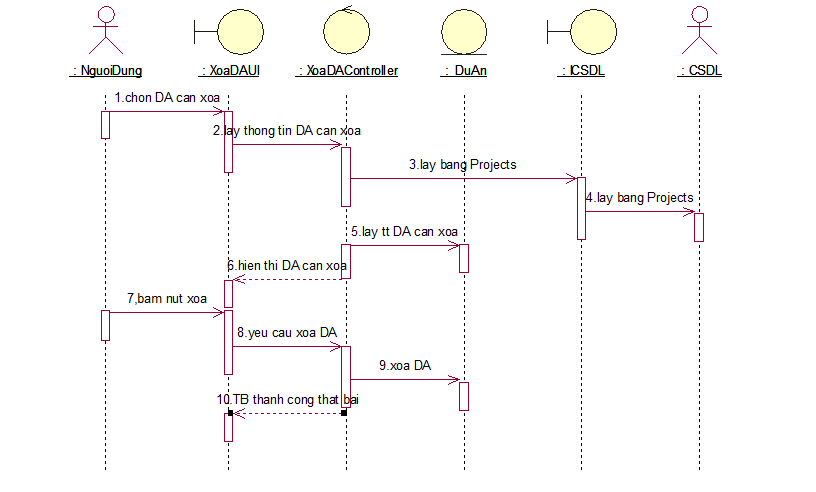 : NguoiDung
: XoaDAUI
: XoaDAController
: DuAn
: ICSDL
: CSDL
1.chon DA can xoa
2.lay thong tin DA can xoa
3.lay bang Projects
4.lay bang Projects
5.lay tt DA can xoa
6.hien thi DA can xoa
7,bam nut xoa
8.yeu cau xoa DA
9.xoa DA
10.TB thanh cong that bai